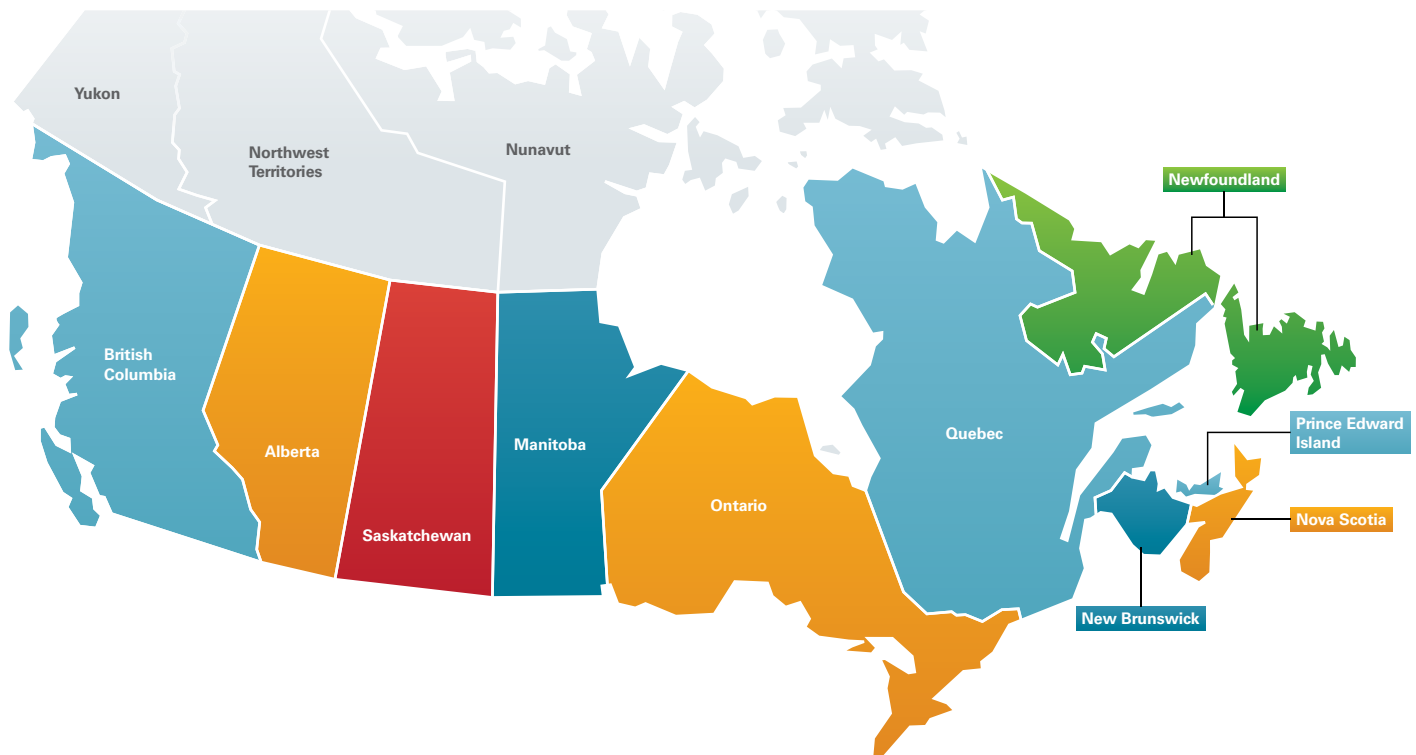 Yukon
Northwest
Territories
Nunavut
Newfoundland
British
Columbia
Alberta
Saskatchewan
Manitoba
Ontario
Quebec
Prince Edward
Island
Nova Scotia
New Brunswick